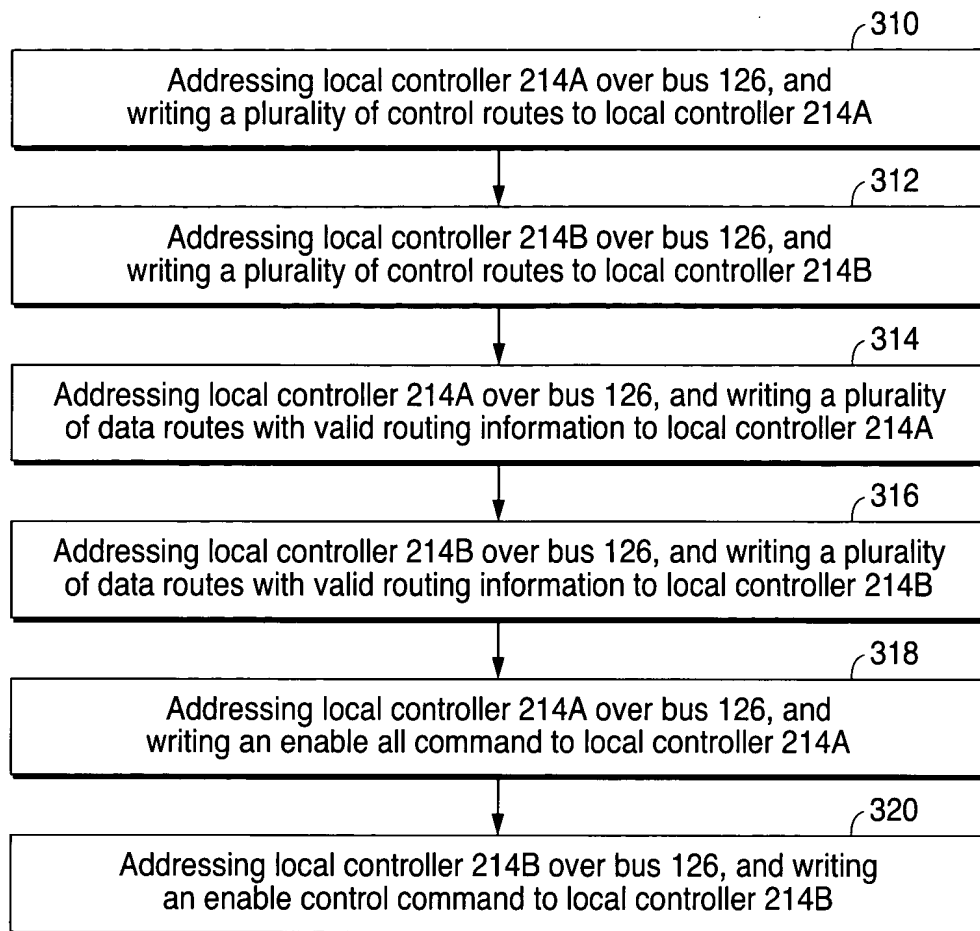 310
Addressing local controller 214A over bus 126, and
writing a plurality of control routes to local controller 214A
312
Addressing local controller 214B over bus 126, and
writing a plurality of control routes to local controller 214B
314
Addressing local controller 214A over bus 126, and writing a plurality
of data routes with valid routing information to local controller 214A
316
Addressing local controller 214B over bus 126, and writing a plurality
of data routes with valid routing information to local controller 214B
318
Addressing local controller 214A over bus 126, and
writing an enable all command to local controller 214A
320
Addressing local controller 214B over bus 126, and writing
an enable control command to local controller 214B